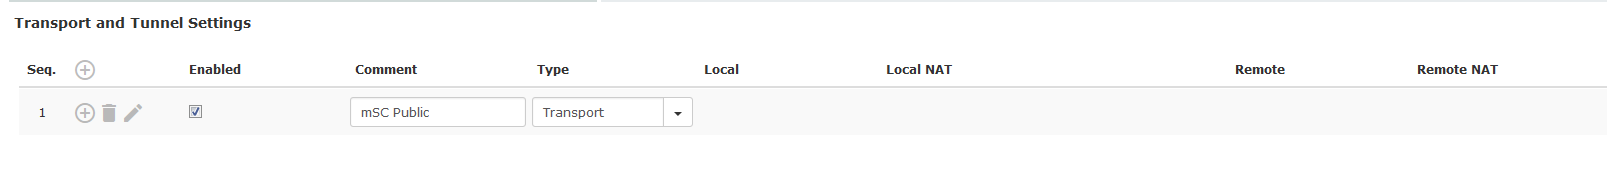 Transport and Tunnel Settings
Seq. Enabled Comment Type Local Local NAT Remote Remote NAT
1 mSC Public Transport